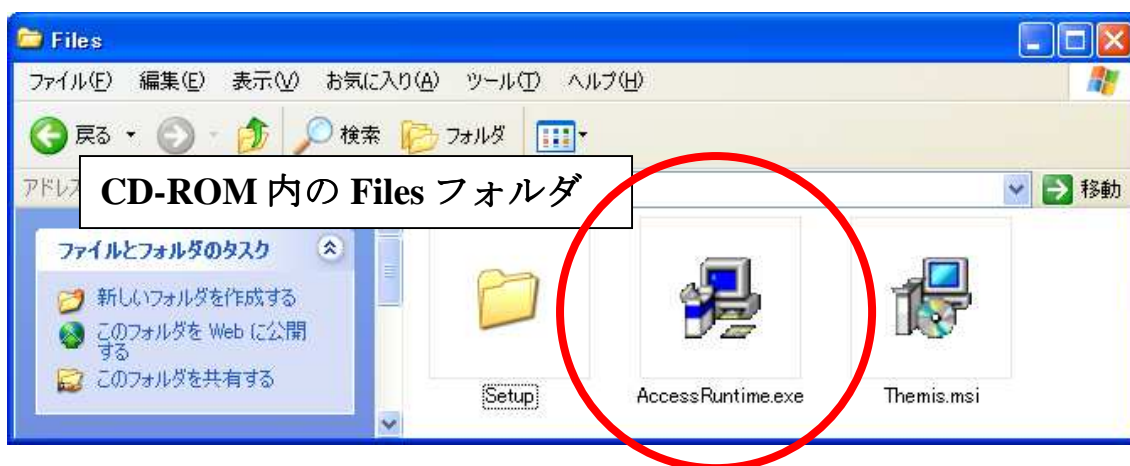 Files
ファイル(F) 編集(E) 表示(V) お気に入り(A) ツール(T) ヘルプ(H)
戻る 検索 フォルダ
アドレス 移動
CD-ROM 内の Files フォルダ
ファイルとフォルダのタスク
新しいフォルダを作成する
このフォルダを Web に公開
する
このフォルダを共有する
Setup AccessRuntime.exe Themis.msi